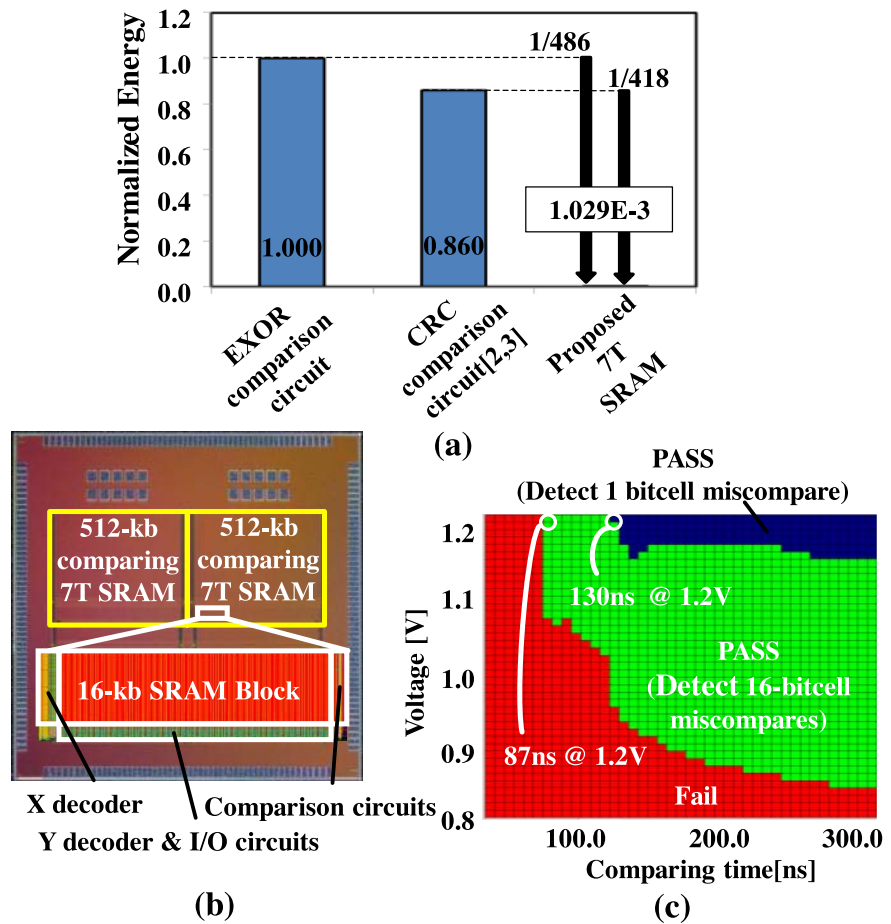 1.2
1.0
0.8
0.6
0.4
0.2
0.0
Normalized Energy
1/486
1/418
1.029E-3
1.000
0.860
EXOR
comparison
circuit
CRC
comparison
circuit[2,3]
Proposed
7T
SRAM
(a)
512-kb
comparing
7T SRAM
512-kb
comparing
7T SRAM
16-kb SRAM Block
X decoder
Comparison circuits
Y decoder & I/O circuits
(b)
PASS
(Detect 1 bitcell miscompare)
1.2
1.1
1.0
0.9
0.8
Voltage [V]
130ns @ 1.2V
PASS
(Detect 16-bitcell
miscompares)
87ns @ 1.2V
Fail
100.0
200.0
300.0
Comparing time[ns]
(c)